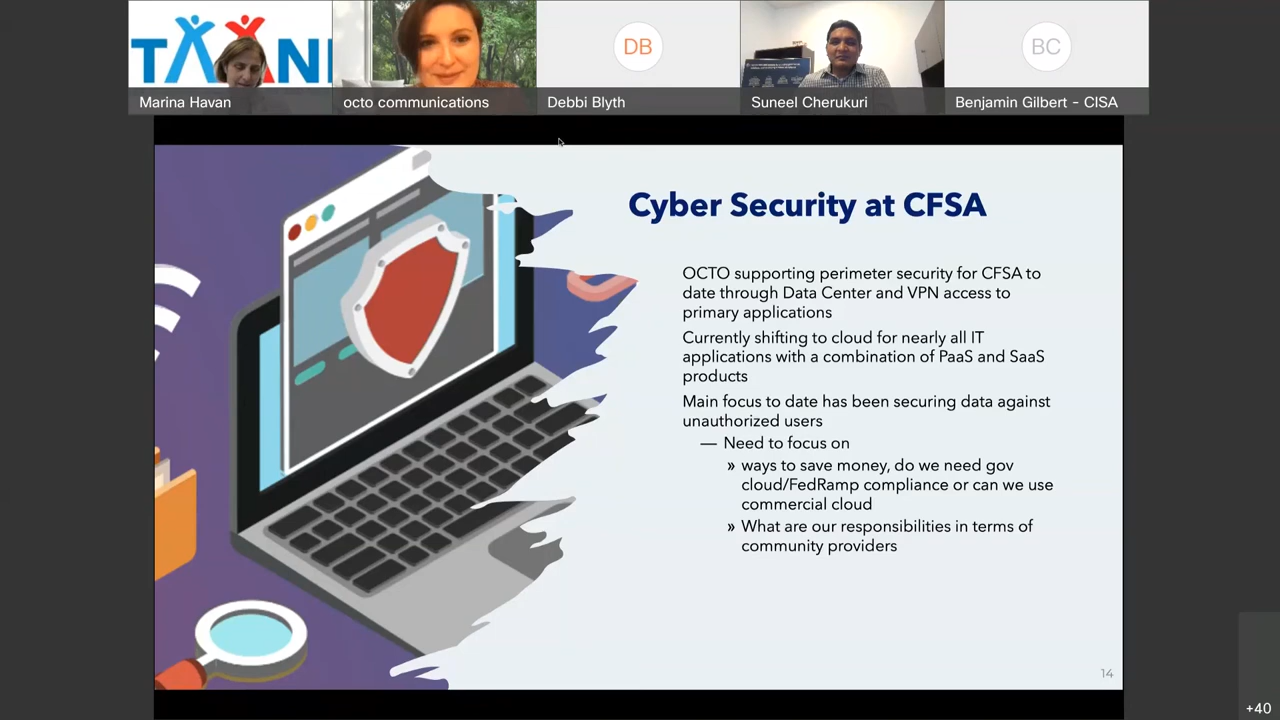 TAAN
DB
BC
Marina Havan
octo communications
Debbi Blyth
Suneel Cherukuri
Benjamin Gilbert - CISA
Cyber Security at CFSA
OCTO supporting perimeter security for CFSA to
date through Data Center and VPN access to
primary applications
Currently shifting to cloud for nearly all IT
applications with a combination of PaaS and SaaS
products
Main focus to date has been securing data against
unauthorized users
— Need to focus on
» ways to save money, do we need gov
cloud/FedRamp compliance or can we use
commercial cloud
» What are our responsibilities in terms of
community providers
14
+40